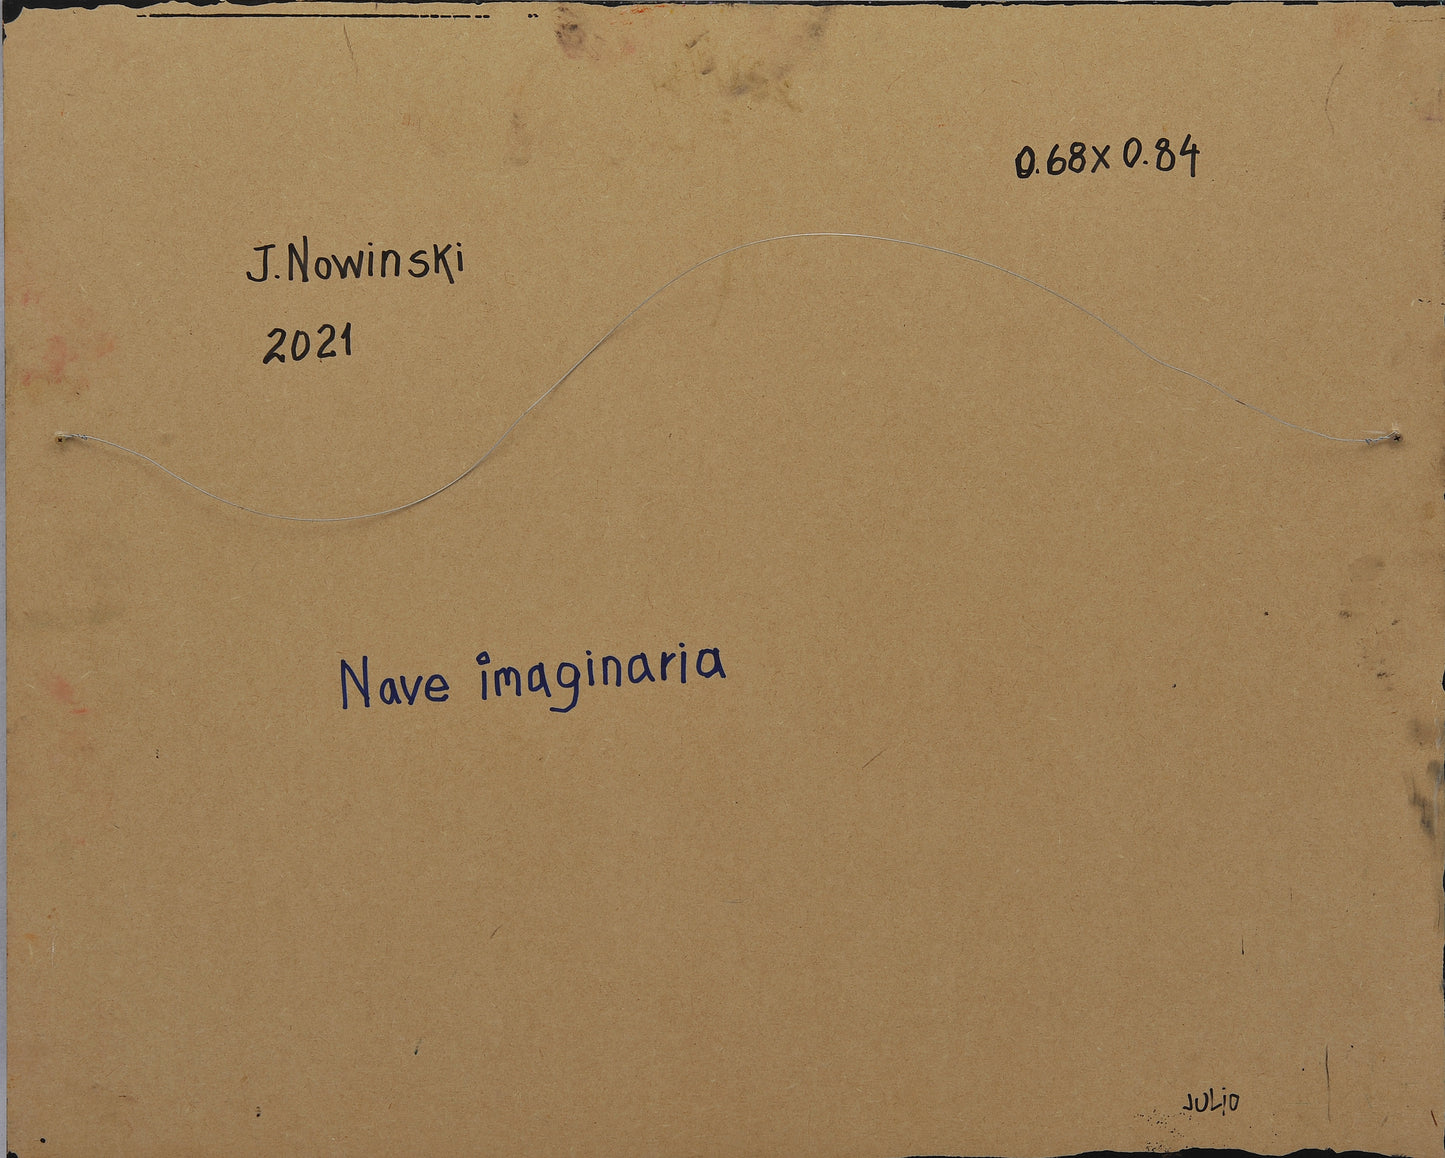 0.68x0.84
J. Nowinski
2021
Nave imaginaria
JULiO